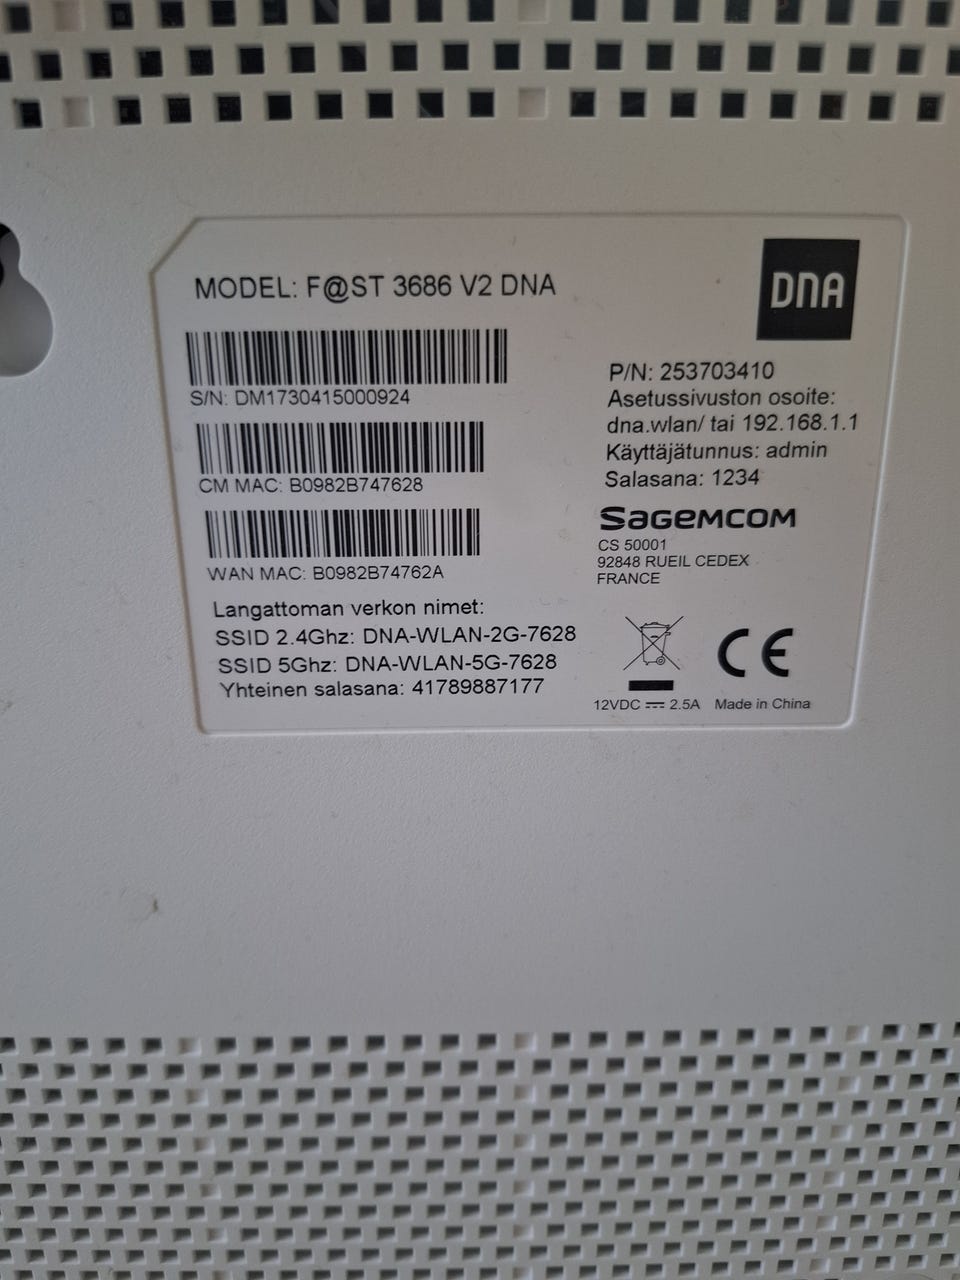 MODEL: F@ST 3686 V2 DNA
DNA
S/N: DM1730415000924
CM MAC: B0982B747628
WAN MAC: B0982B74762A
Langattoman verkon nimet:
SSID 2.4Ghz: DNA-WLAN-2G-7628
SSID 5Ghz: DNA-WLAN-5G-7628
Yhteinen salasana: 41789887177
P/N: 253703410
Asetussivuston osoite:
dna.wlan/ tai 192.168.1.1
Käyttäjätunnus: admin
Salasana: 1234
SAGEMCOM
CS 50001
92848 RUEIL CEDEX
FRANCE
CE
12VDC ⎓ 2.5A Made in China